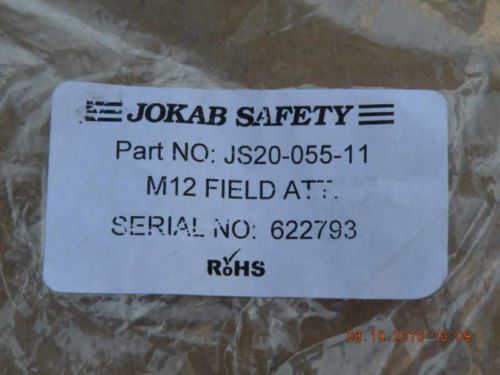 JOKAB SAFETY
Part NO: JS20-055-11
M12 FIELD ATT.
SERIAL NO: 622793
RoHS
08.19.2010 10:09